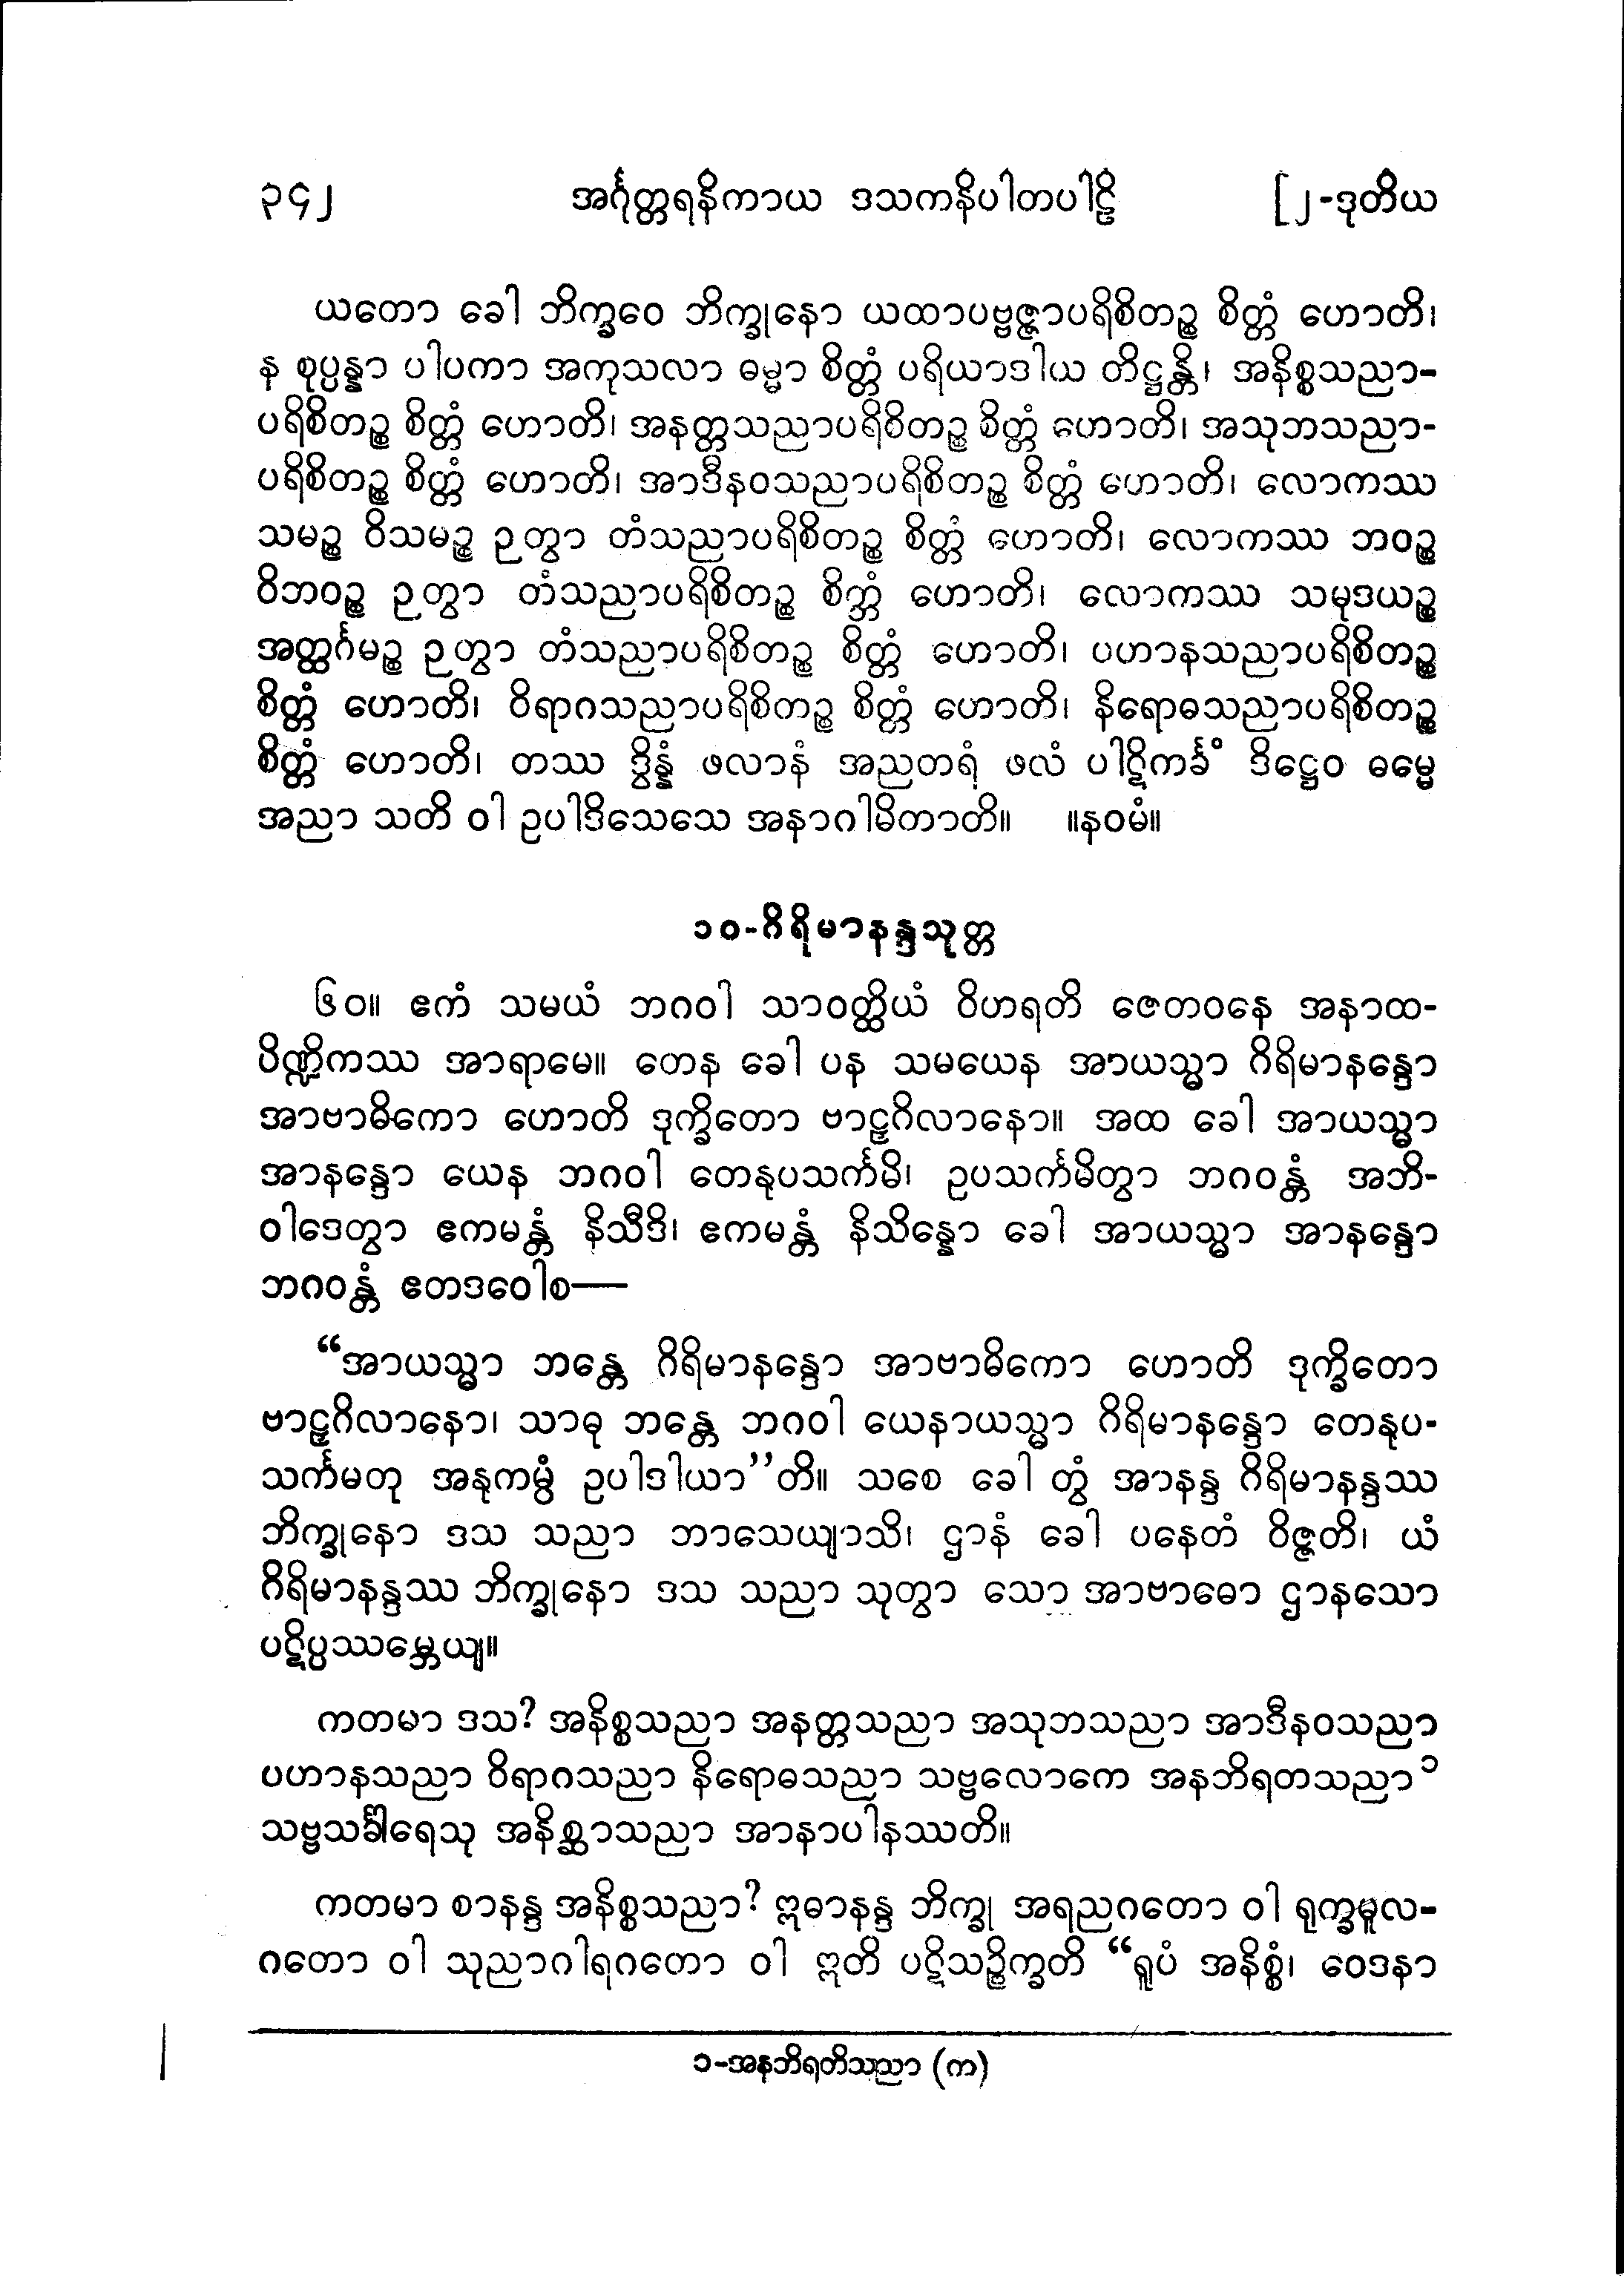 ၃၄၂ အင်္ဂုတ္တရနိကာယ ဒသကနိပါတပါဠိ [၂-ဒုတိယ
ယတော ခေါ ဘိက္ခဝေ ဘိက္ခုနော ယထာပဗ္ဗဇ္ဇာပရိစိတဉ္စ စိတ္တံ ဟောတိ၊
န စုပ္ပန္နာ ပါပကာ အကုသလာ ဓမ္မာ စိတ္တံ ပရိယာဒါယ တိဋ္ဌန္တိ၊ အနိစ္စသညာ-
ပရိစိတဉ္စ စိတ္တံ ဟောတိ၊ အနတ္တသညာပရိစိတဉ္စ စိတ္တံ ဟောတိ၊ အသုဘသညာ-
ပရိစိတဉ္စ စိတ္တံ ဟောတိ၊ အာဒီနဝသညာပရိစိတဉ္စ စိတ္တံ ဟောတိ၊ လောကဿ
သမဉ္စ ဝိသမဉ္စ ဉတွာ တံသညာပရိစိတဉ္စ စိတ္တံ ဟောတိ၊ လောကဿ ဘဝဉ္စ
ဝိဘဝဉ္စ ဉတွာ တံသညာပရိစိတဉ္စ စိတ္တံ ဟောတိ၊ လောကဿ သမုဒယဉ္စ
အတ္ထင်္ဂမဉ္စ ဉတွာ တံသညာပရိစိတဉ္စ စိတ္တံ ဟောတိ၊ ပဟာနသညာပရိစိတဉ္စ
စိတ္တံ ဟောတိ၊ ဝိရာဂသညာပရိစိတဉ္စ စိတ္တံ ဟောတိ၊ နိရောဓသညာပရိစိတဉ္စ
စိတ္တံ ဟောတိ၊ တဿ ဒွိန္နံ ဖလာနံ အညတရံ ဖလံ ပါဋိကင်္ခံ ဒိဋ္ဌေဝ ဓမ္မေ
အညာ သတိ ဝါ ဥပါဒိသေသေ အနာဂါမိတာတိ။ ။နဝမံ။
၁၀-ဂိရိမာနန္ဒသုတ္တ
၆၀။ ဧကံ သမယံ ဘဂဝါ သာဝတ္ထိယံ ဝိဟရတိ ဇေတဝနေ အနာထ-
ပိဏ္ဍိကဿ အာရာမေ။ တေန ခေါ ပန သမယေန အာယသ္မာ ဂိရိမာနန္ဒော
အာဗာဓိကော ဟောတိ ဒုက္ခိတော ဗာဠှဂိလာနော။ အထ ခေါ အာယသ္မာ
အာနန္ဒော ယေန ဘဂဝါ တေနုပသင်္ကမိ၊ ဥပသင်္ကမိတွာ ဘဂဝန္တံ အဘိ-
ဝါဒေတွာ ဧကမန္တံ နိသီဒိ၊ ဧကမန္တံ နိသိန္နော ခေါ အာယသ္မာ အာနန္ဒော
ဘဂဝန္တံ ဧတဒဝေါစ—
“အာယသ္မာ ဘန္တေ ဂိရိမာနန္ဒော အာဗာဓိကော ဟောတိ ဒုက္ခိတော
ဗာဠှဂိလာနော၊ သာဓု ဘန္တေ ဘဂဝါ ယေနာယသ္မာ ဂိရိမာနန္ဒော တေနုပ-
သင်္ကမတု အနုကမ္ပံ ဥပါဒါယာ”တိ။ သစေ ခေါ တွံ အာနန္ဒ ဂိရိမာနန္ဒဿ
ဘိက္ခုနော ဒသ သညာ ဘာသေယျာသိ၊ ဌာနံ ခေါ ပနေတံ ဝိဇ္ဇတိ၊ ယံ
ဂိရိမာနန္ဒဿ ဘိက္ခုနော ဒသ သညာ သုတွာ သော အာဗာဓော ဌာနသော
ပဋိပ္ပဿမ္ဘေယျ။
ကတမာ ဒသ? အနိစ္စသညာ အနတ္တသညာ အသုဘသညာ အာဒီနဝသညာ
ပဟာနသညာ ဝိရာဂသညာ နိရောဓသညာ သဗ္ဗလောကေ အနဘိရတသညာ ၁
သဗ္ဗသင်္ခါရေသု အနိစ္ဆာသညာ အာနာပါနဿတိ။
ကတမာ စာနန္ဒ အနိစ္စသညာ? ဣဓာနန္ဒ ဘိက္ခု အရညဂတော ဝါ ရုက္ခမူလ-
ဂတော ဝါ သုညာဂါရဂတော ဝါ ဣတိ ပဋိသဉ္စိက္ခတိ “ရူပံ အနိစ္စံ၊ ဝေဒနာ
၁-အနဘိရတိသညာ (က)